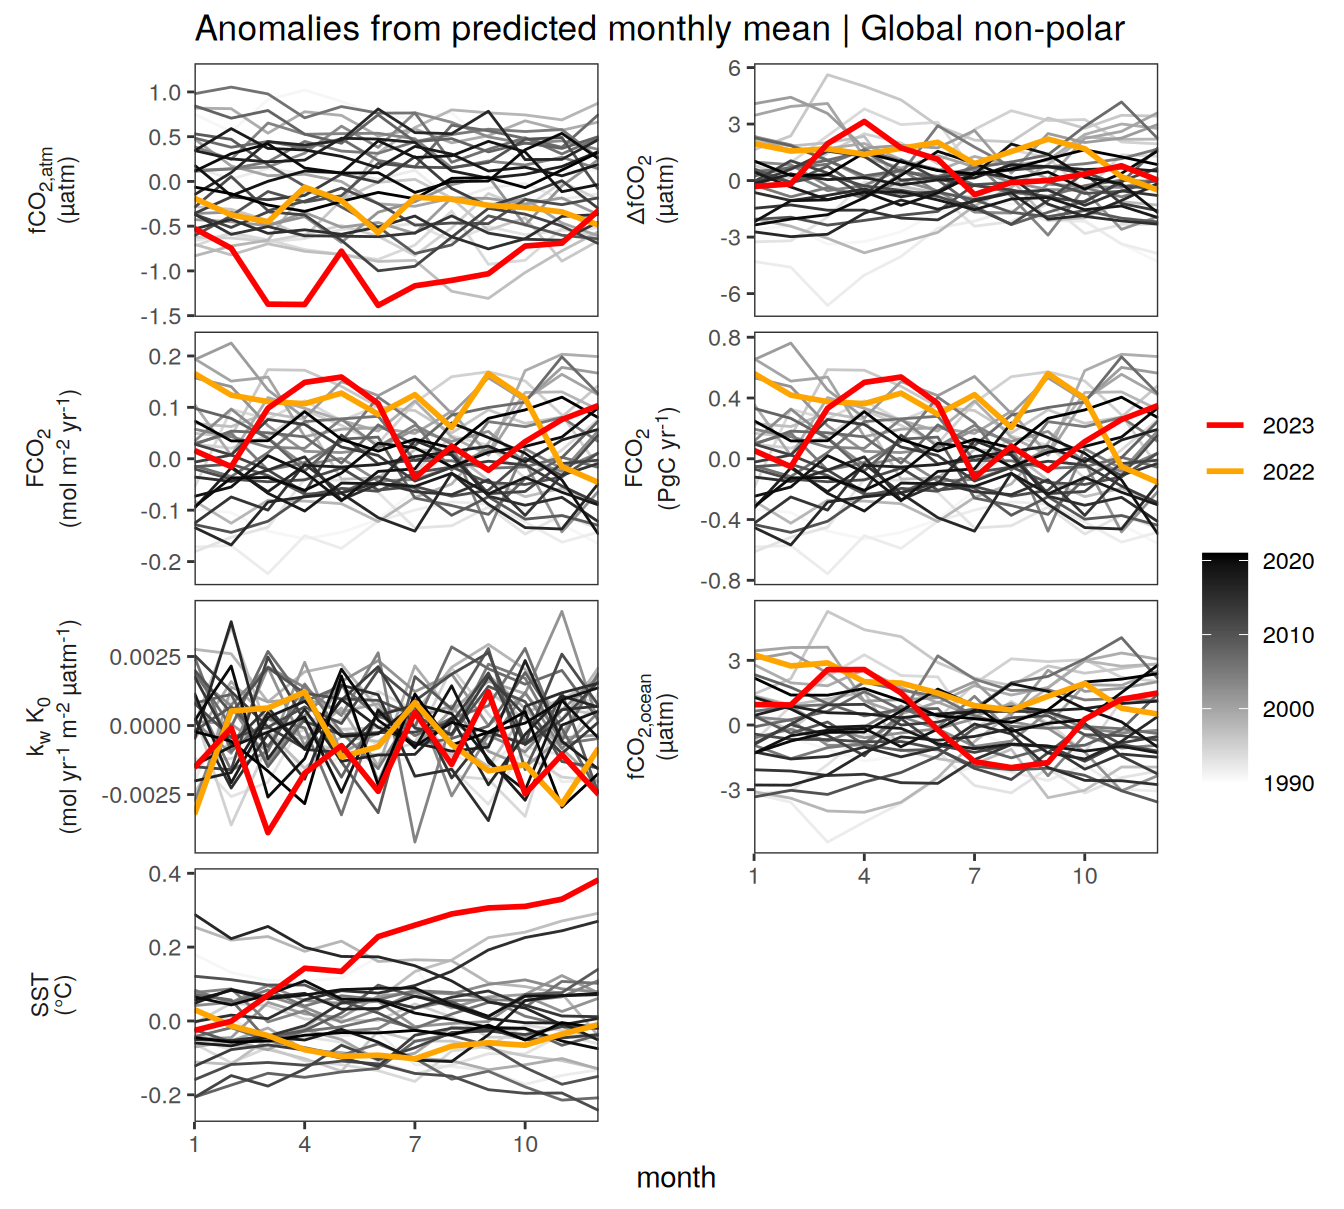 Anomalies from predicted monthly mean | Global non-polar
fCO2,atm
(µatm)
1.0
0.5
0.0
-0.5
-1.0
-1.5
ΔfCO2
(µatm)
6
3
0
-3
-6
FCO2
(mol m-2 yr-1)
0.2
0.1
0.0
-0.1
-0.2
FCO2
(PgC yr-1)
0.8
0.4
0.0
-0.4
-0.8
kw K0
(mol yr-1 m-2 µatm-1)
0.0025
0.0000
-0.0025
fCO2,ocean
(µatm)
3
0
-3
1 4 7 10
SST
(°C)
0.4
0.2
0.0
-0.2
1 4 7 10
month
2023
2022
2020
2010
2000
1990